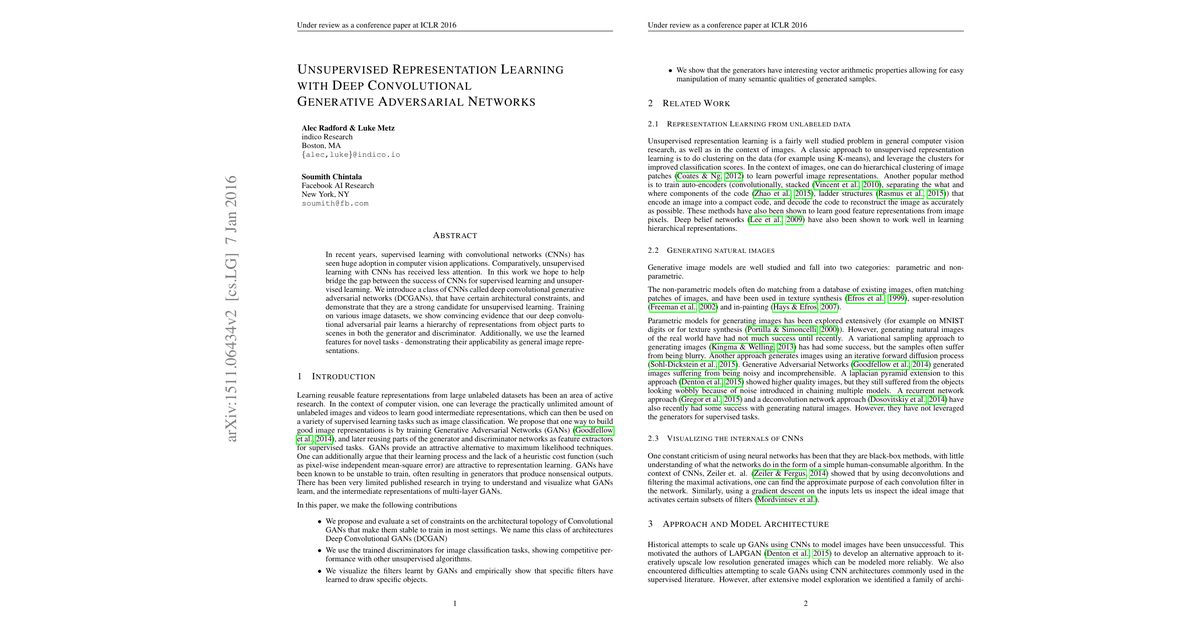 Under review as a conference paper at ICLR 2016
UNSUPERVISED REPRESENTATION LEARNING
WITH DEEP CONVOLUTIONAL
GENERATIVE ADVERSARIAL NETWORKS
Alec Radford & Luke Metz
indico Research
Boston, MA
{alec,luke}@indico.io
Soumith Chintala
Facebook AI Research
New York, NY
soumith@fb.com
ABSTRACT
In recent years, supervised learning with convolutional networks (CNNs) has
seen huge adoption in computer vision applications. Comparatively, unsupervised
learning with CNNs has received less attention. In this work we hope to help
bridge the gap between the success of CNNs for supervised learning and unsuper-
vised learning. We introduce a class of CNNs called deep convolutional generative
adversarial networks (DCGANs), that have certain architectural constraints, and
demonstrate that they are a strong candidate for unsupervised learning. Training
on various image datasets, we show convincing evidence that our deep convolu-
tional adversarial pair learns a hierarchy of representations from object parts to
scenes in both the generator and discriminator. Additionally, we use the learned
features for novel tasks - demonstrating their applicability as general image repre-
sentations.
1 INTRODUCTION
Learning reusable feature representations from large unlabeled datasets has been an area of active
research. In the context of computer vision, one can leverage the practically unlimited amount of
unlabeled images and videos to learn good intermediate representations, which can then be used on
a variety of supervised learning tasks such as image classification. We propose that one way to build
good image representations is by training Generative Adversarial Networks (GANs) (Goodfellow
et al., 2014), and later reusing parts of the generator and discriminator networks as feature extractors
for supervised tasks. GANs provide an attractive alternative to maximum likelihood techniques.
One can additionally argue that their learning process and the lack of a heuristic cost function (such
as pixel-wise independent mean-square error) are attractive to representation learning. GANs have
been known to be unstable to train, often resulting in generators that produce nonsensical outputs.
There has been very limited published research in trying to understand and visualize what GANs
learn, and the intermediate representations of multi-layer GANs.
In this paper, we make the following contributions
• We propose and evaluate a set of constraints on the architectural topology of Convolutional
GANs that make them stable to train in most settings. We name this class of architectures
Deep Convolutional GANs (DCGAN)
• We use the trained discriminators for image classification tasks, showing competitive per-
formance with other unsupervised algorithms.
• We visualize the filters learnt by GANs and empirically show that specific filters have
learned to draw specific objects.
1
arXiv:1511.06434v2 [cs.LG] 7 Jan 2016
Under review as a conference paper at ICLR 2016
• We show that the generators have interesting vector arithmetic properties allowing for easy
manipulation of many semantic qualities of generated samples.
2 RELATED WORK
2.1 REPRESENTATION LEARNING FROM UNLABELED DATA
Unsupervised representation learning is a fairly well studied problem in general computer vision
research, as well as in the context of images. A classic approach to unsupervised representation
learning is to do clustering on the data (for example using K-means), and leverage the clusters for
improved classification scores. In the context of images, one can do hierarchical clustering of image
patches (Coates & Ng, 2012) to learn powerful image representations. Another popular method
is to train auto-encoders (convolutionally, stacked (Vincent et al., 2010), separating the what and
where components of the code (Zhao et al., 2015), ladder structures (Rasmus et al., 2015)) that
encode an image into a compact code, and decode the code to reconstruct the image as accurately
as possible. These methods have also been shown to learn good feature representations from image
pixels. Deep belief networks (Lee et al., 2009) have also been shown to work well in learning
hierarchical representations.
2.2 GENERATING NATURAL IMAGES
Generative image models are well studied and fall into two categories: parametric and non-
parametric.
The non-parametric models often do matching from a database of existing images, often matching
patches of images, and have been used in texture synthesis (Efros et al., 1999), super-resolution
(Freeman et al., 2002) and in-painting (Hays & Efros, 2007).
Parametric models for generating images has been explored extensively (for example on MNIST
digits or for texture synthesis (Portilla & Simoncelli, 2000)). However, generating natural images
of the real world have had not much success until recently. A variational sampling approach to
generating images (Kingma & Welling, 2013) has had some success, but the samples often suffer
from being blurry. Another approach generates images using an iterative forward diffusion process
(Sohl-Dickstein et al., 2015). Generative Adversarial Networks (Goodfellow et al., 2014) generated
images suffering from being noisy and incomprehensible. A laplacian pyramid extension to this
approach (Denton et al., 2015) showed higher quality images, but they still suffered from the objects
looking wobbly because of noise introduced in chaining multiple models. A recurrent network
approach (Gregor et al., 2015) and a deconvolution network approach (Dosovitskiy et al., 2014) have
also recently had some success with generating natural images. However, they have not leveraged
the generators for supervised tasks.
2.3 VISUALIZING THE INTERNALS OF CNNS
One constant criticism of using neural networks has been that they are black-box methods, with little
understanding of what the networks do in the form of a simple human-consumable algorithm. In the
context of CNNs, Zeiler et. al. (Zeiler & Fergus, 2014) showed that by using deconvolutions and
filtering the maximal activations, one can find the approximate purpose of each convolution filter in
the network. Similarly, using a gradient descent on the inputs lets us inspect the ideal image that
activates certain subsets of filters (Mordvintsev et al.).
3 APPROACH AND MODEL ARCHITECTURE
Historical attempts to scale up GANs using CNNs to model images have been unsuccessful. This
motivated the authors of LAPGAN (Denton et al., 2015) to develop an alternative approach to it-
eratively upscale low resolution generated images which can be modeled more reliably. We also
encountered difficulties attempting to scale GANs using CNN architectures commonly used in the
supervised literature. However, after extensive model exploration we identified a family of archi-
2